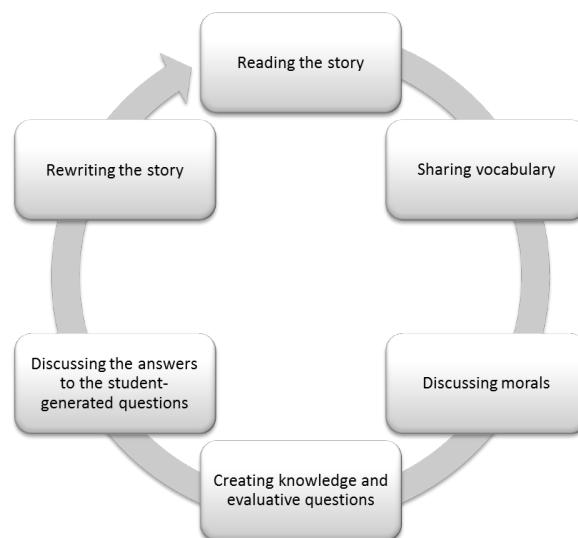 Reading the story
Sharing vocabulary
Discussing morals
Creating knowledge and
evaluative questions
Discussing the answers
to the student-
generated questions
Rewriting the story